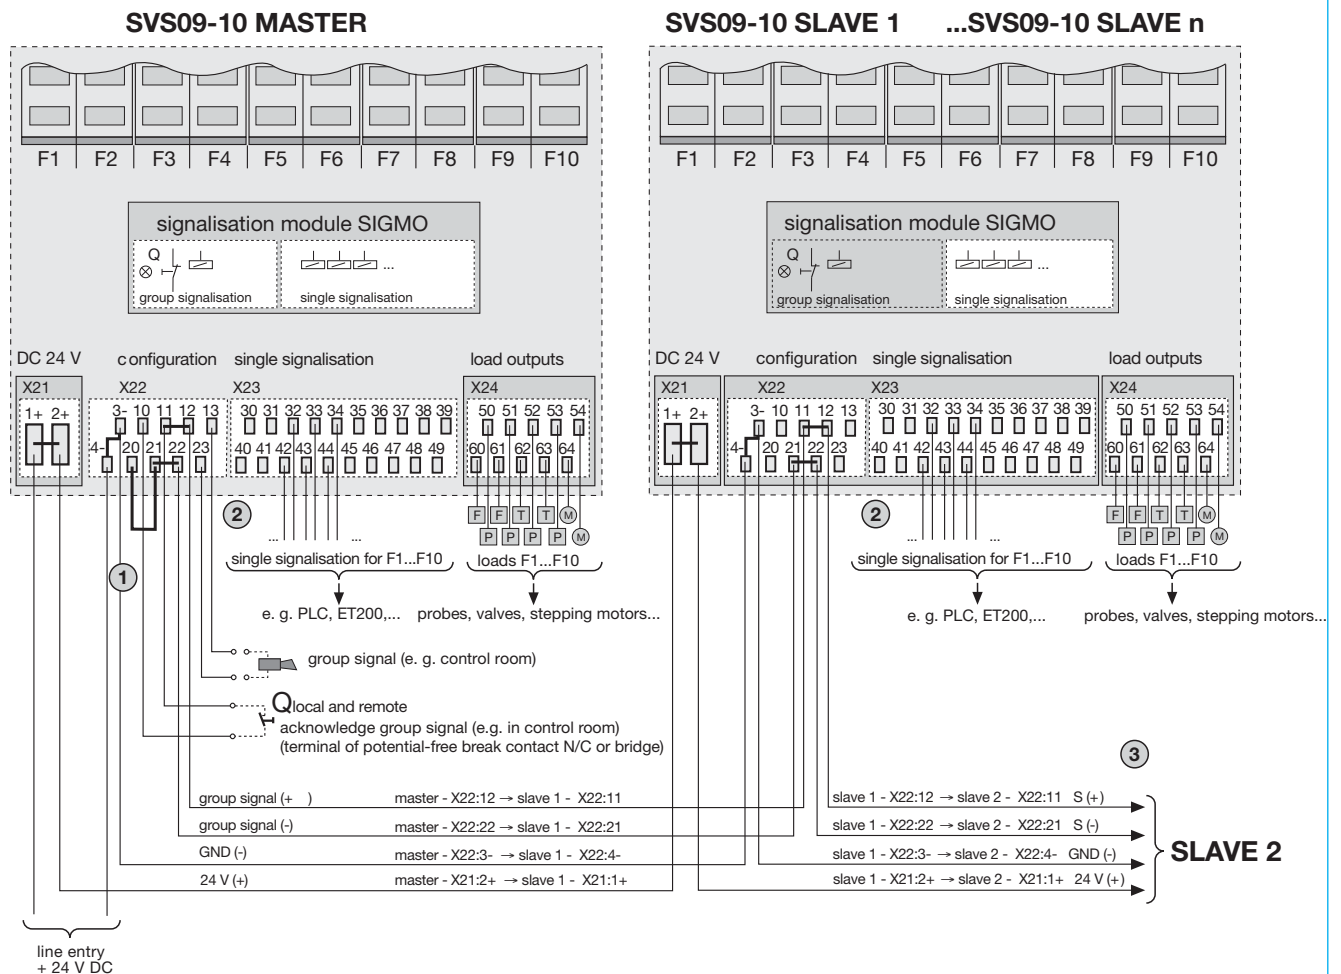 SVS09-10 MASTER
SVS09-10 SLAVE 1 ...SVS09-10 SLAVE n
F1 F2 F3 F4 F5 F6 F7 F8 F9 F10
F1 F2 F3 F4 F5 F6 F7 F8 F9 F10
signalisation module SIGMO
Q
...
group signalisation
single signalisation
signalisation module SIGMO
Q
...
group signalisation
single signalisation
DC 24 V configuration single signalisation load outputs
X21 X22 X23 X24
1+ 2+
3- 10 11 12 13
4- 20 21 22 23
30 31 32 33 34 35 36 37 38 39
40 41 42 43 44 45 46 47 48 49
50 51 52 53 54
60 61 62 63 64
F F T T M
P P P P M
DC 24 V configuration single signalisation load outputs
X21 X22 X23 X24
1+ 2+
3- 10 11 12 13
4- 20 21 22 23
30 31 32 33 34 35 36 37 38 39
40 41 42 43 44 45 46 47 48 49
50 51 52 53 54
60 61 62 63 64
F F T T M
P P P P M
2
... ...
single signalisation for F1...F10
loads F1...F10
e. g. PLC, ET200,...
probes, valves, stepping motors...
2
... ...
single signalisation for F1...F10
loads F1...F10
e. g. PLC, ET200,...
probes, valves, stepping motors...
1
group signal (e. g. control room)
Q local and remote
acknowledge group signal (e.g. in control room)
(terminal of potential-free break contact N/C or bridge)
3
group signal (+ ) master - X22:12 → slave 1 - X22:11
group signal (-) master - X22:22 → slave 1 - X22:21
GND (-) master - X22:3- → slave 1 - X22:4-
24 V (+) master - X21:2+ → slave 1 - X21:1+
slave 1 - X22:12 → slave 2 - X22:11 S (+)
slave 1 - X22:22 → slave 2 - X22:21 S (-)
slave 1 - X22:3- → slave 2 - X22:4- GND (-)
slave 1 - X21:2+ → slave 2 - X21:1+ 24 V (+)
SLAVE 2
line entry
+ 24 V DC